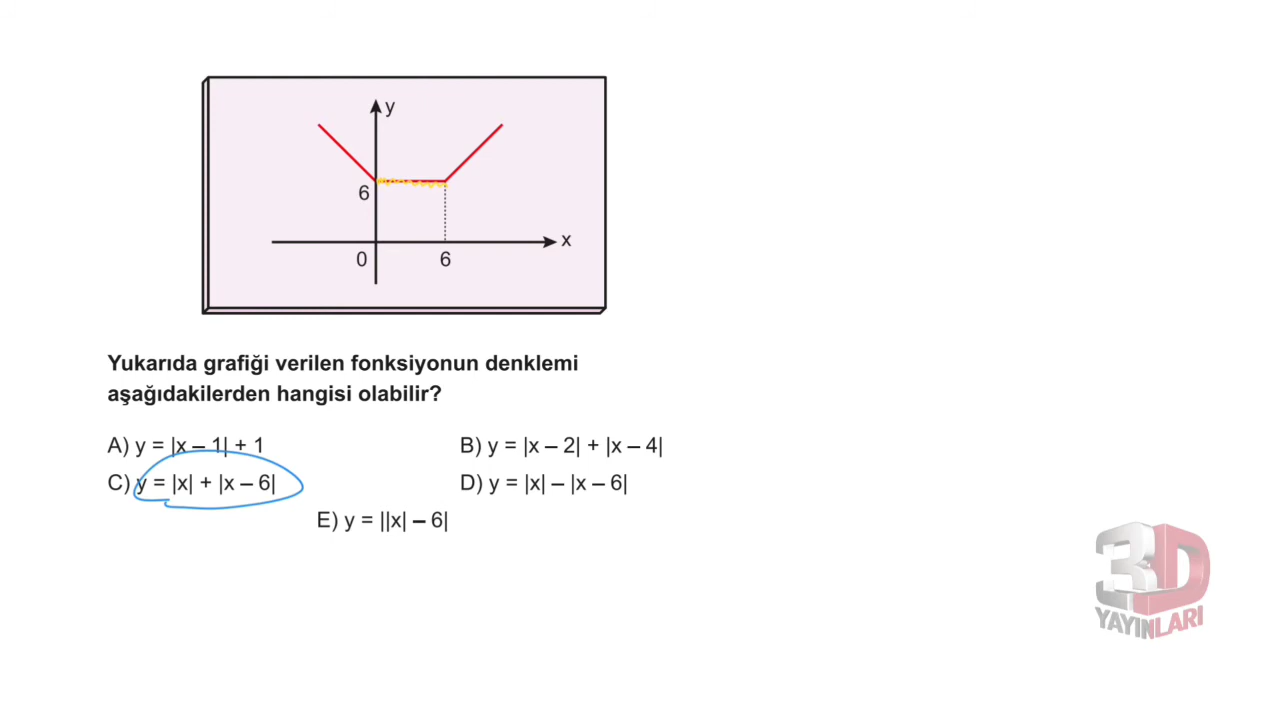 y
6
x
0
6
Yukarıda grafiği verilen fonksiyonun denklemi
aşağıdakilerden hangisi olabilir?
A) y = |x – 1| + 1
B) y = |x – 2| + |x – 4|
C) y = |x| + |x – 6|
D) y = |x| – |x – 6|
E) y = ||x| – 6|
3D
YAYINLARI